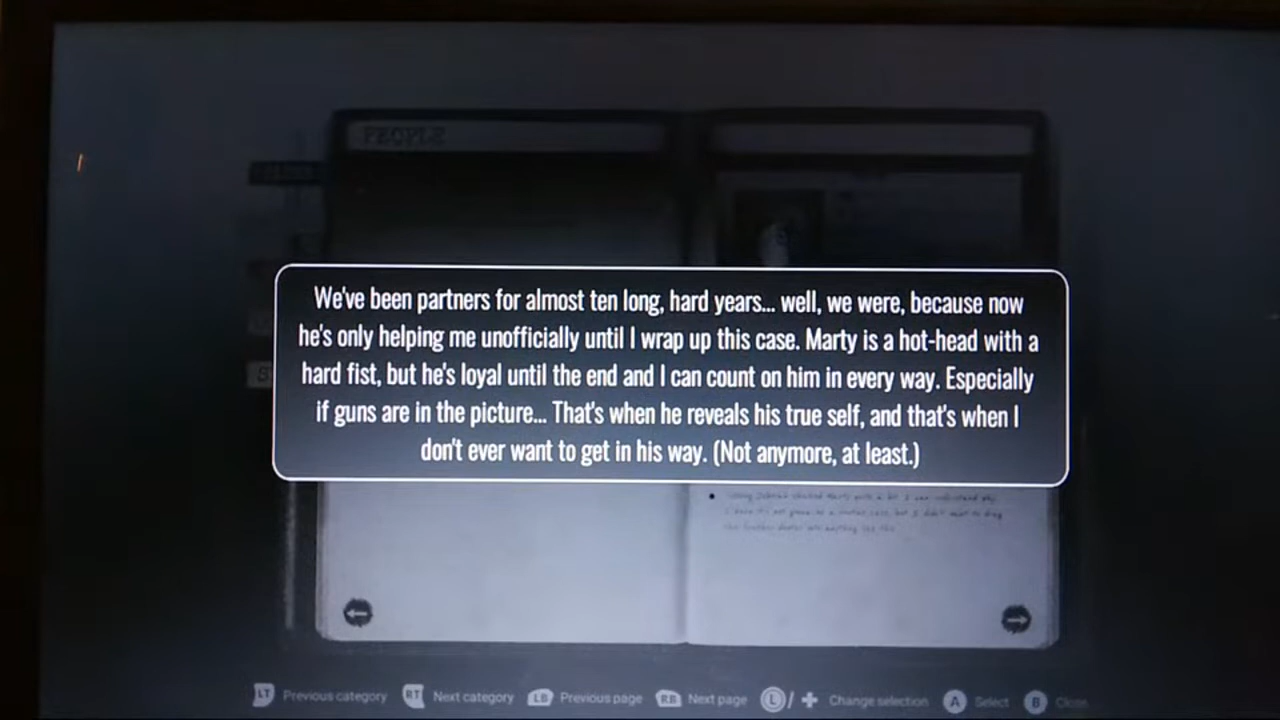 PEOPLE
We've been partners for almost ten long, hard years... well, we were, because now
he's only helping me unofficially until I wrap up this case. Marty is a hot-head with a
hard fist, but he's loyal until the end and I can count on him in every way. Especially
if guns are in the picture... That's when he reveals his true self, and that's when I
don't ever want to get in his way. (Not anymore, at least.)
LT Previous category RT Next category LB Previous page RB Next page L / Change selection A Select B Close